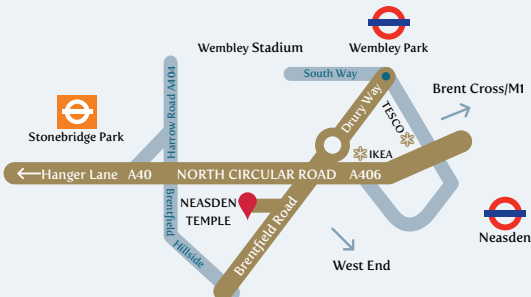 Wembley Stadium
Wembley Park
South Way
Brent Cross/M1
Harrow Road A404
Drury Way
TESCO
Stonebridge Park
IKEA
Hanger Lane A40 NORTH CIRCULAR ROAD A406
NEASDEN
TEMPLE
Brentfield
Brentfield Road
Neasden
Hillside
West End